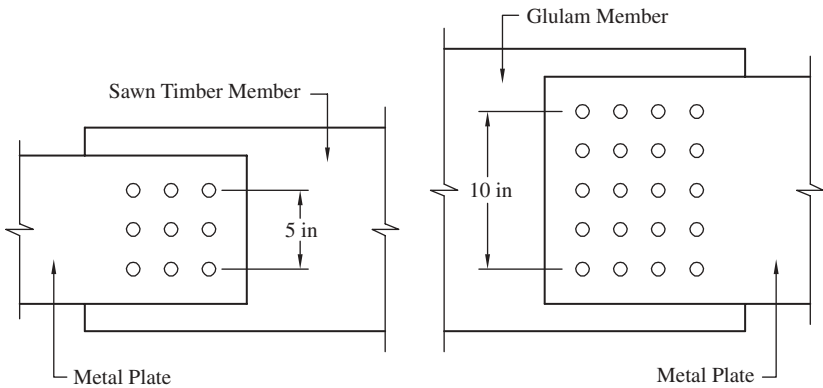 Glulam Member
Sawn Timber Member
5 in
10 in
Metal Plate
Metal Plate